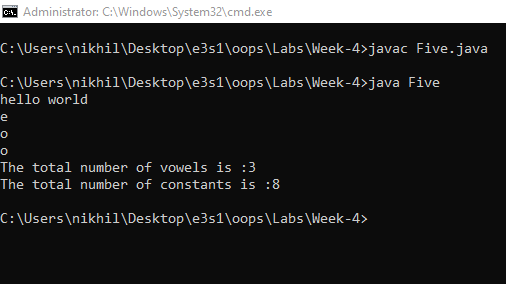 Administrator: C:\Windows\System32\cmd.exe
C:\Users\nikhil\Desktop\e3s1\oops\Labs\Week-4>javac Five.java
C:\Users\nikhil\Desktop\e3s1\oops\Labs\Week-4>java Five
hello world
e
o
o
The total number of vowels is :3
The total number of constants is :8
C:\Users\nikhil\Desktop\e3s1\oops\Labs\Week-4>